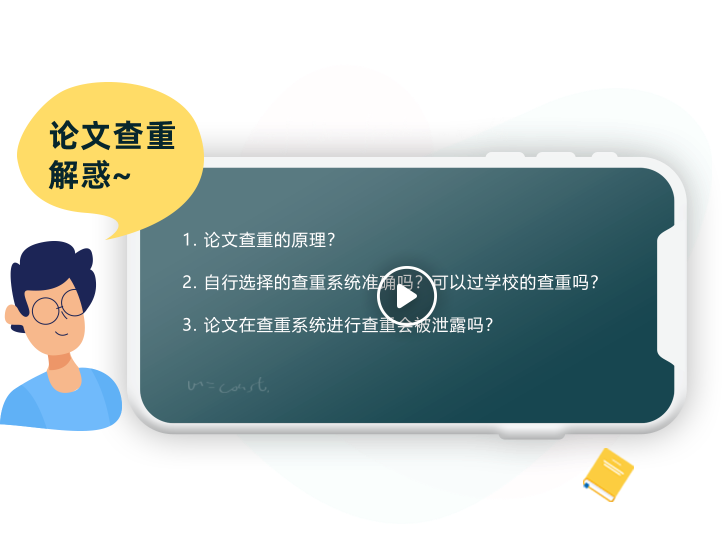 论文查重
解惑~
1. 论文查重的原理?
2. 自行选择的查重系统准确吗? 可以过学校的查重吗?
3. 论文在查重系统进行查重会被泄露吗?